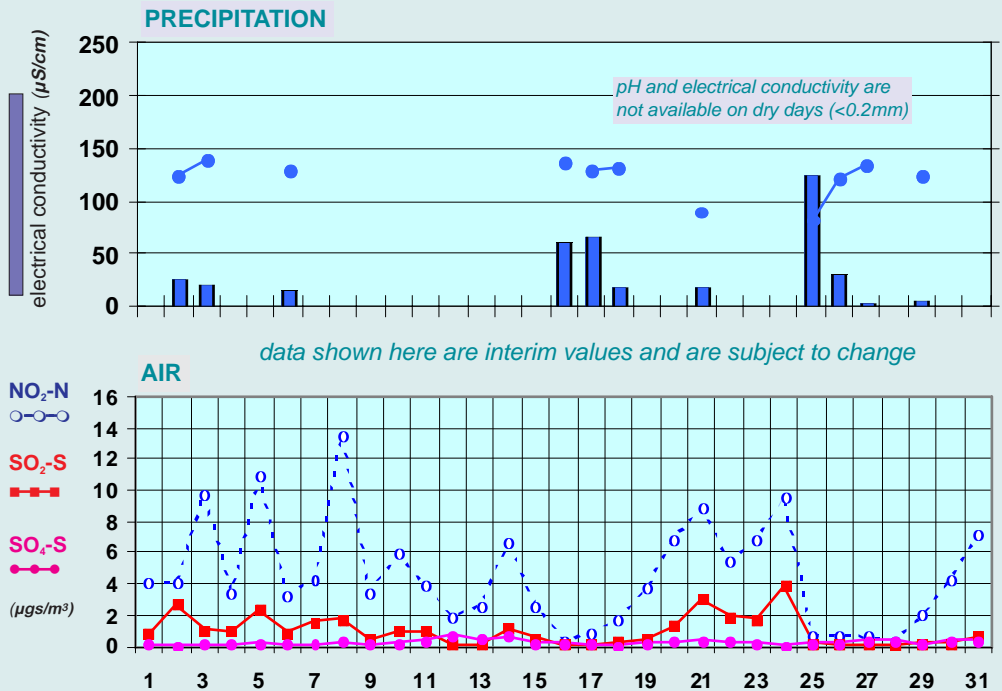 PRECIPITATION
electrical conductivity (µS/cm)
250
200
150
100
50
0
pH and electrical conductivity are
not available on dry days (<0.2mm)
data shown here are interim values and are subject to change
AIR
NO₂-N
SO₂-S
SO₄-S
(µgs/m³)
16
14
12
10
8
6
4
2
0
1 3 5 7 9 11 12 15 17 19 21 23 25 27 29 31